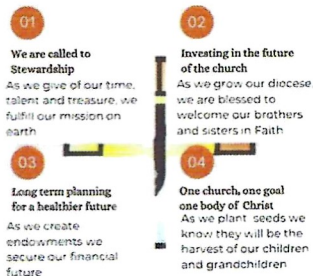 01
We are called to
Stewardship
As we give of our time,
talent and treasure, we
fulfill our mission on
earth
02
Investing in the future
of the church
As we grow our diocese
we are blessed to
welcome our brothers
and sisters in Faith
03
Long term planning
for a healthier future
As we create
endowments we
secure our financial
future
04
One church, one goal
one body of Christ
As we plant seeds we
know they will be the
harvest of our children
and grandchildren